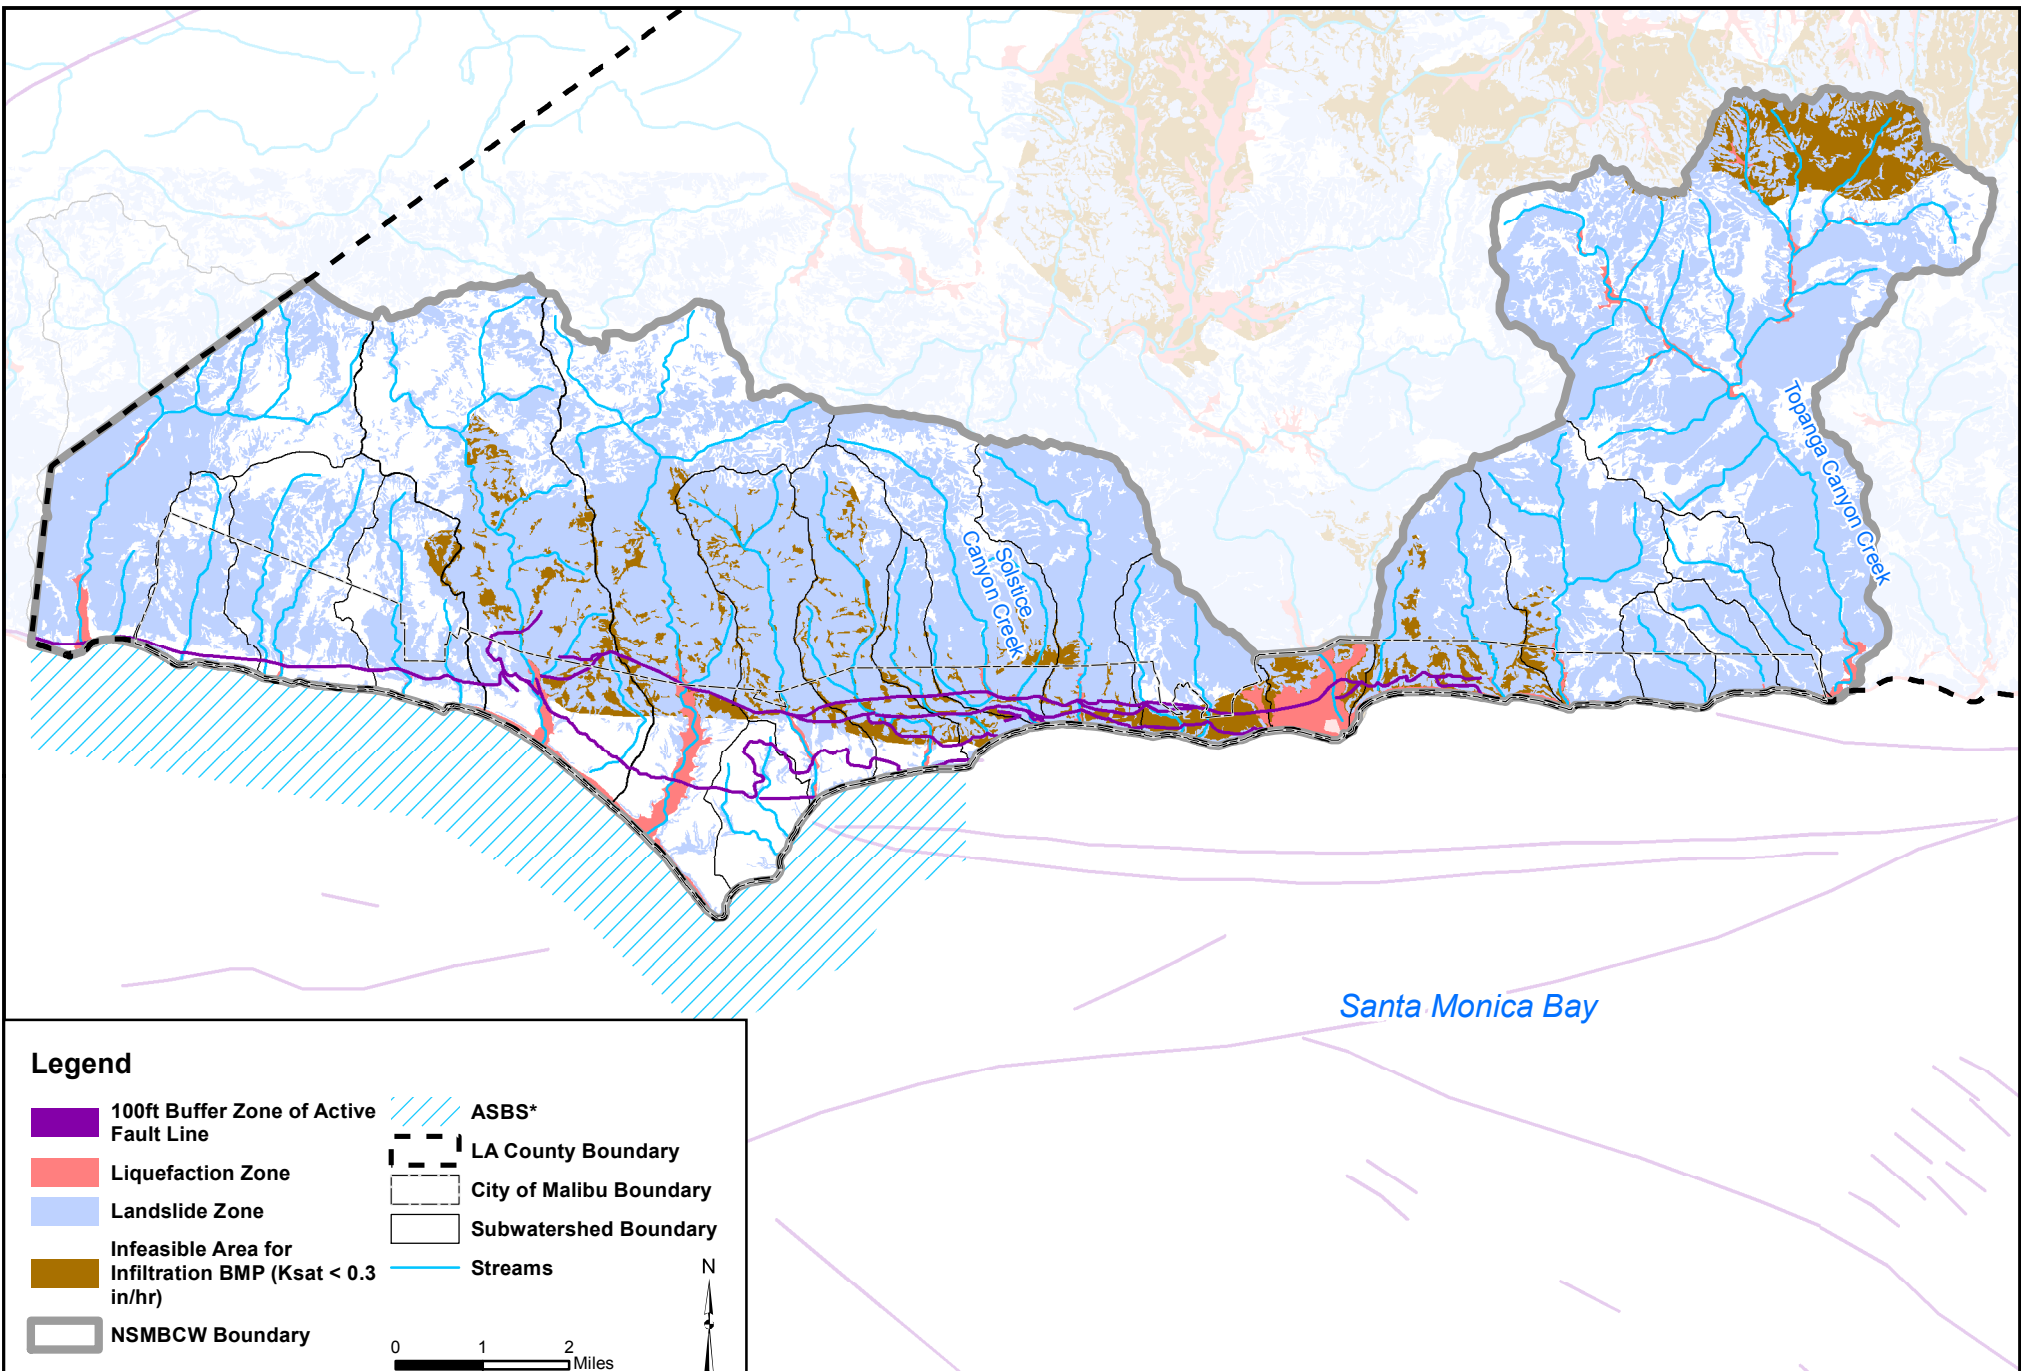 Topanga Canyon Creek
Solstice
Canyon Creek
Santa Monica Bay
Legend
100ft Buffer Zone of Active
Fault Line
Liquefaction Zone
Landslide Zone
Infeasible Area for
Infiltration BMP (Ksat < 0.3
in/hr)
NSMBCW Boundary
ASBS*
LA County Boundary
City of Malibu Boundary
Subwatershed Boundary
Streams
N
0 1 2
Miles